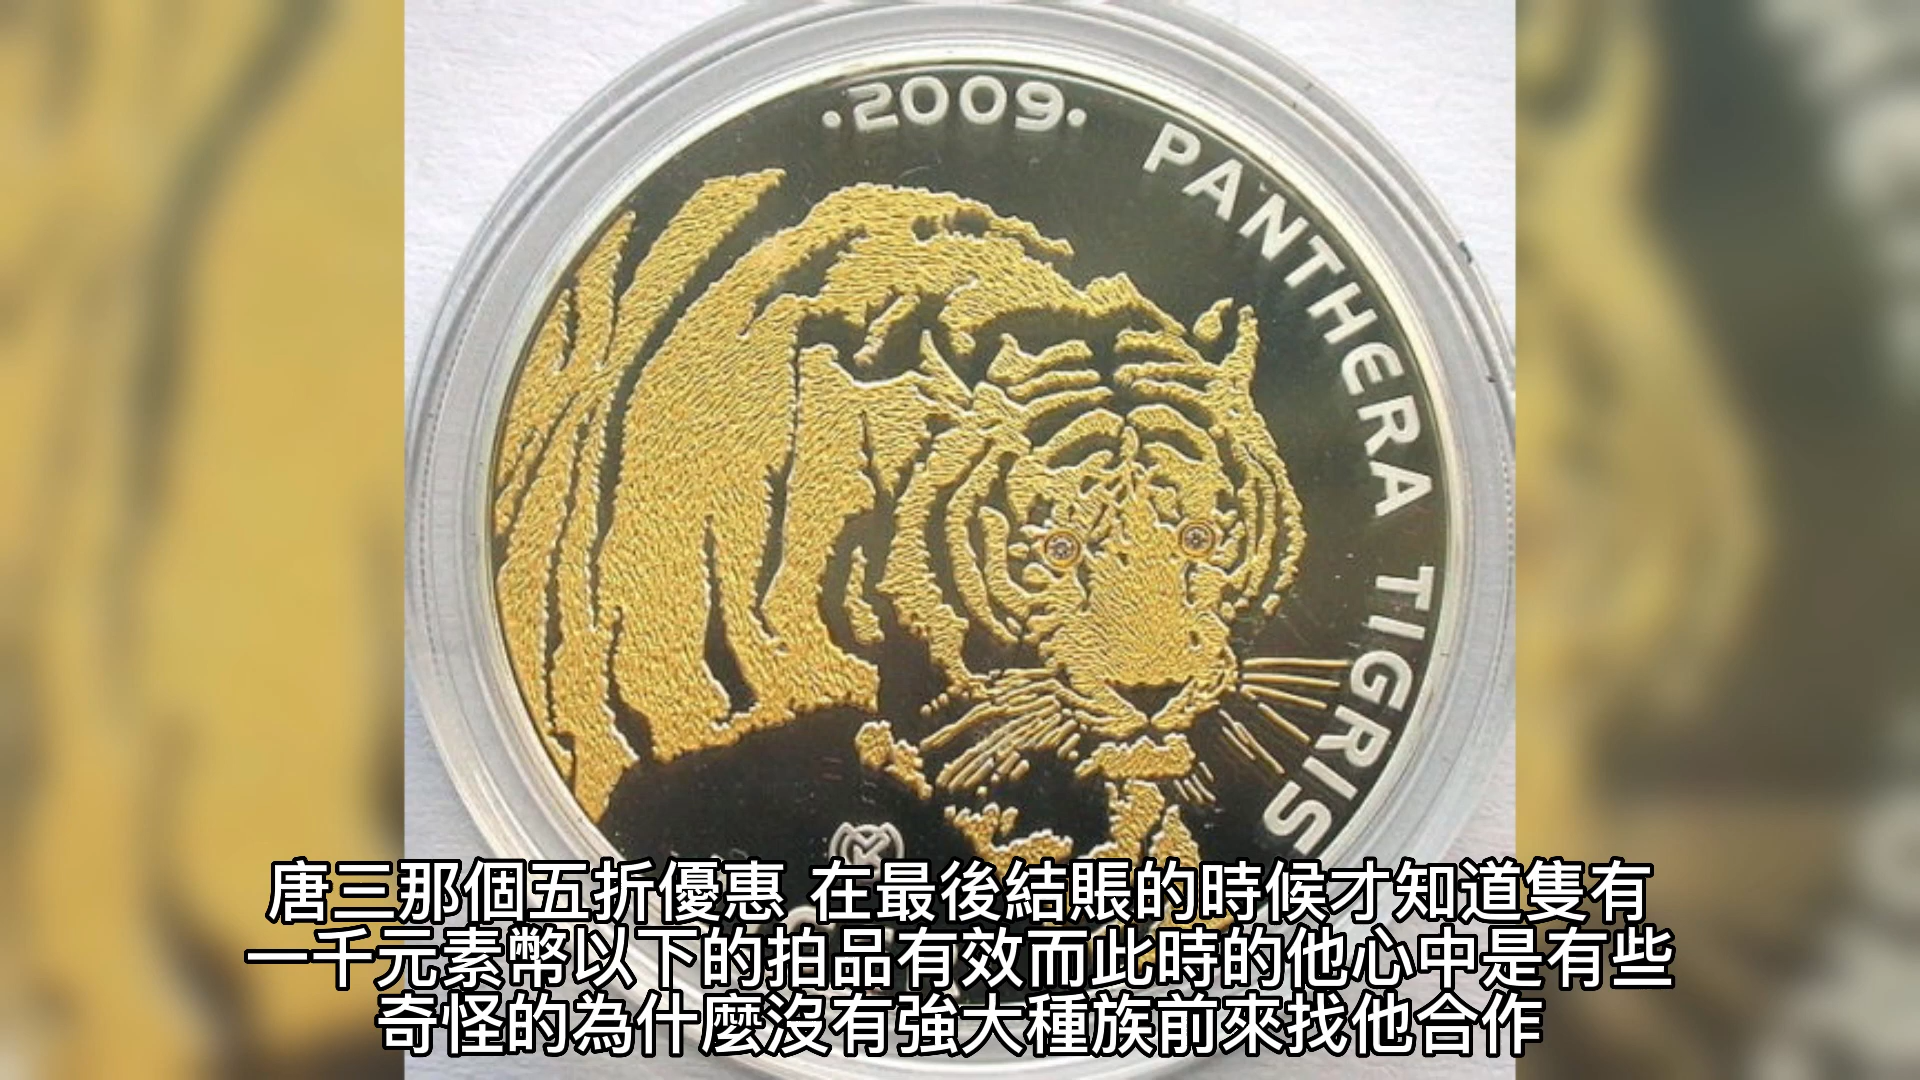 ·2009· PANTHERA TIGRIS
唐三那個五折優惠 在最後結賬的時候才知道隻有
一千元素幣以下的拍品有效而此時的他心中是有些
奇怪的為什麼沒有強大種族前來找他合作